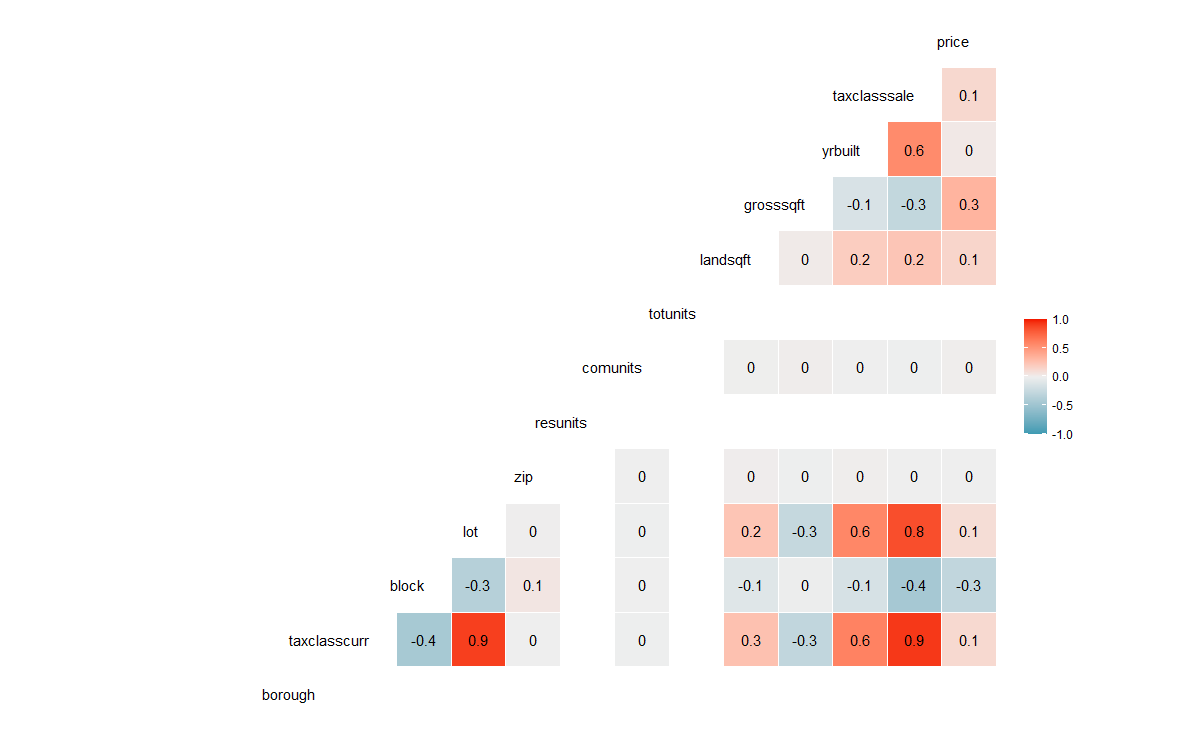 price
taxclasssale 0.1
yrbuilt 0.6 0
grosssqft -0.1 -0.3 0.3
landsqft 0 0.2 0.2 0.1
totunits
comunits 0 0 0 0 0
resunits
zip 0 0 0 0 0 0
lot 0 0 0.2 -0.3 0.6 0.8 0.1
block -0.3 0.1 0 -0.1 0 -0.1 -0.4 -0.3
taxclasscurr -0.4 0.9 0 0 0.3 -0.3 0.6 0.9 0.1
borough
1.0
0.5
0.0
-0.5
-1.0